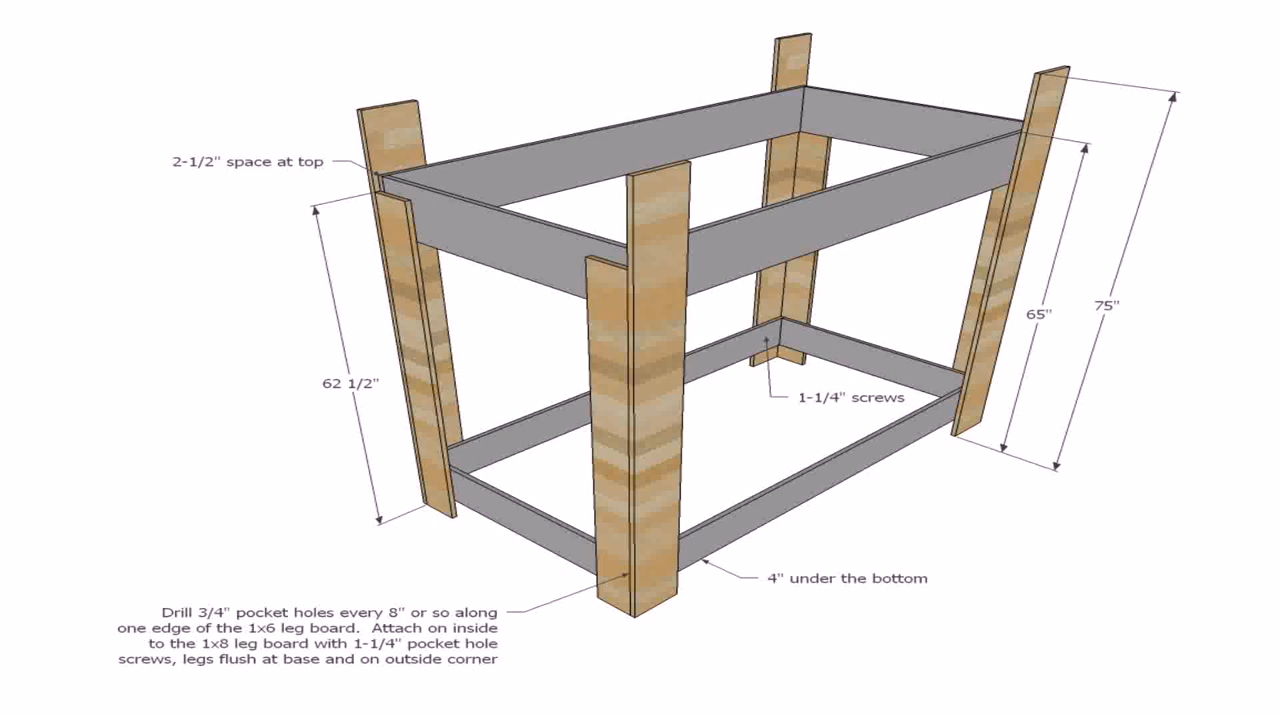 2-1/2" space at top
75"
65"
62 1/2"
1-1/4" screws
4" under the bottom
Drill 3/4" pocket holes every 8" or so along
one edge of the 1x6 leg board.  Attach on inside
to the 1x8 leg board with 1-1/4" pocket hole
screws, legs flush at base and on outside corner